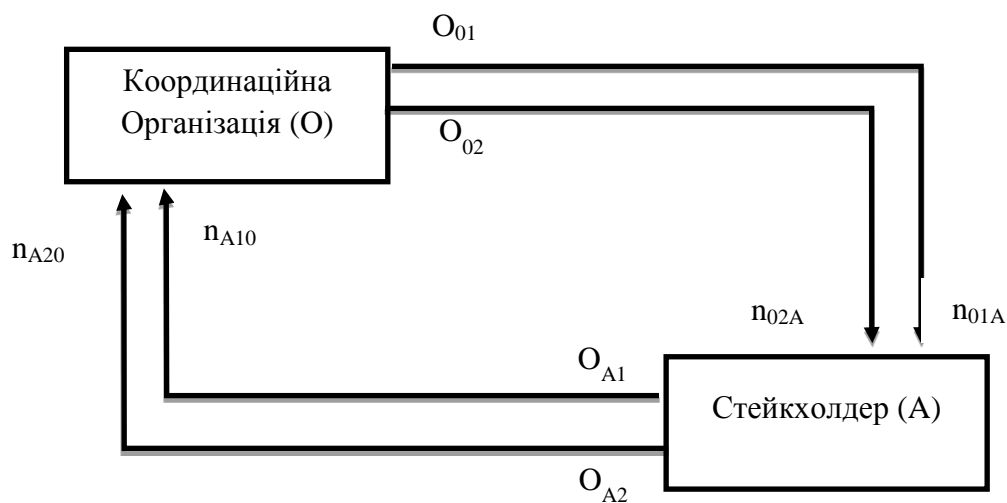 O01
Координаційна
Організація (О)
O02
nA10
nA20
n02A
n01A
OA1
Стейкхолдер (А)
OA2